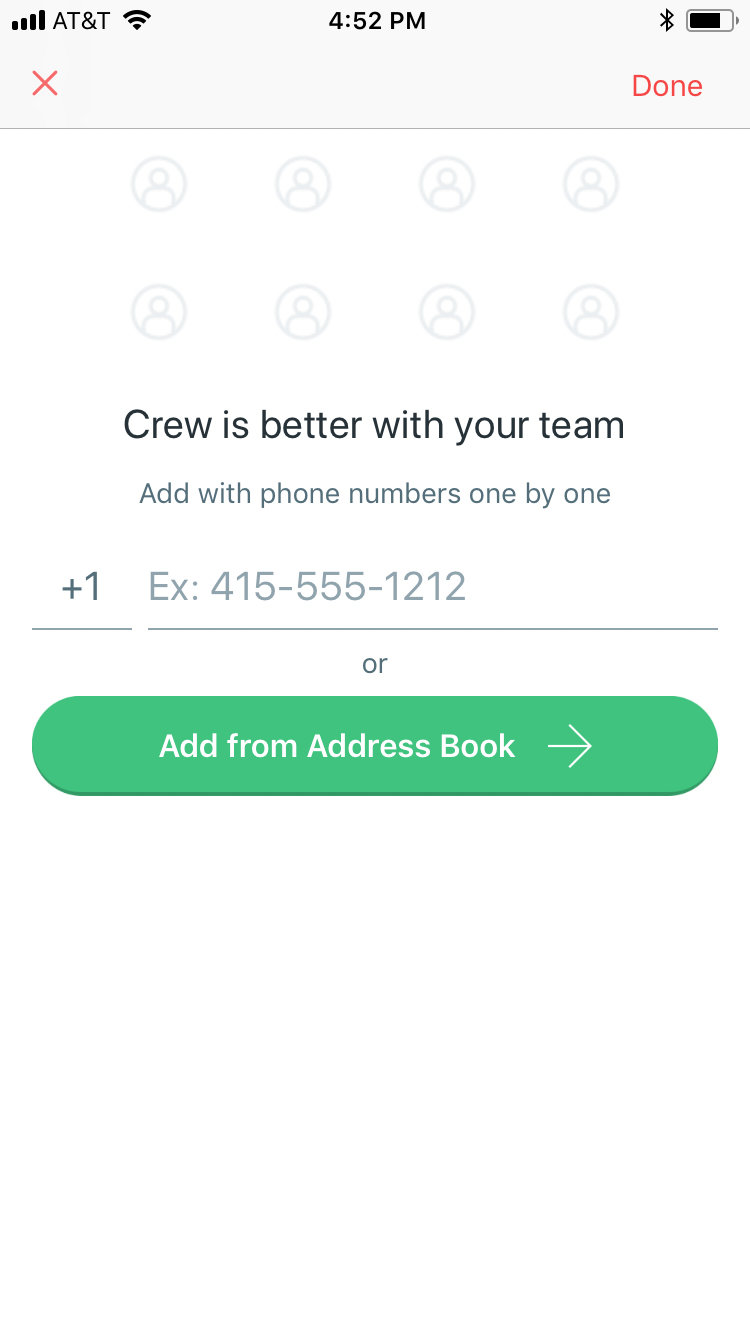 AT&T 4:52 PM
Done
Crew is better with your team
Add with phone numbers one by one
+1 Ex: 415-555-1212
or
Add from Address Book